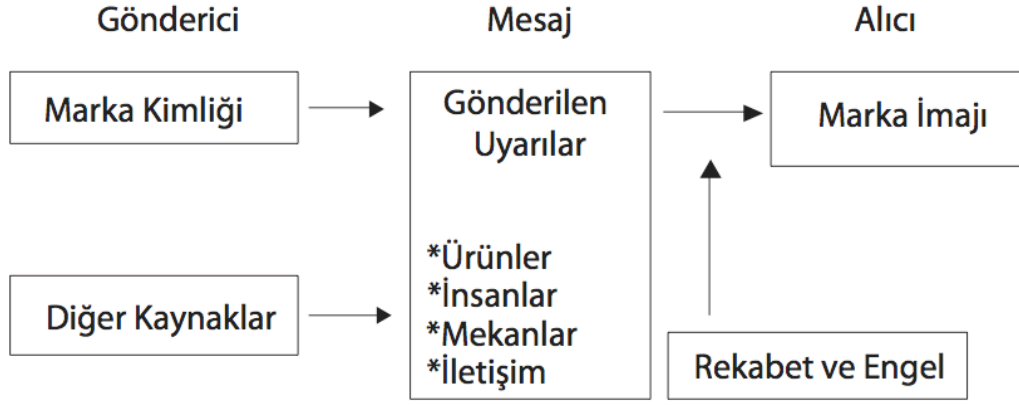 Gönderici
Mesaj
Alıcı
Marka Kimliği
Gönderilen
Uyarılar
Marka İmajı
*Ürünler
*İnsanlar
*Mekanlar
*İletişim
Diğer Kaynaklar
Rekabet ve Engel